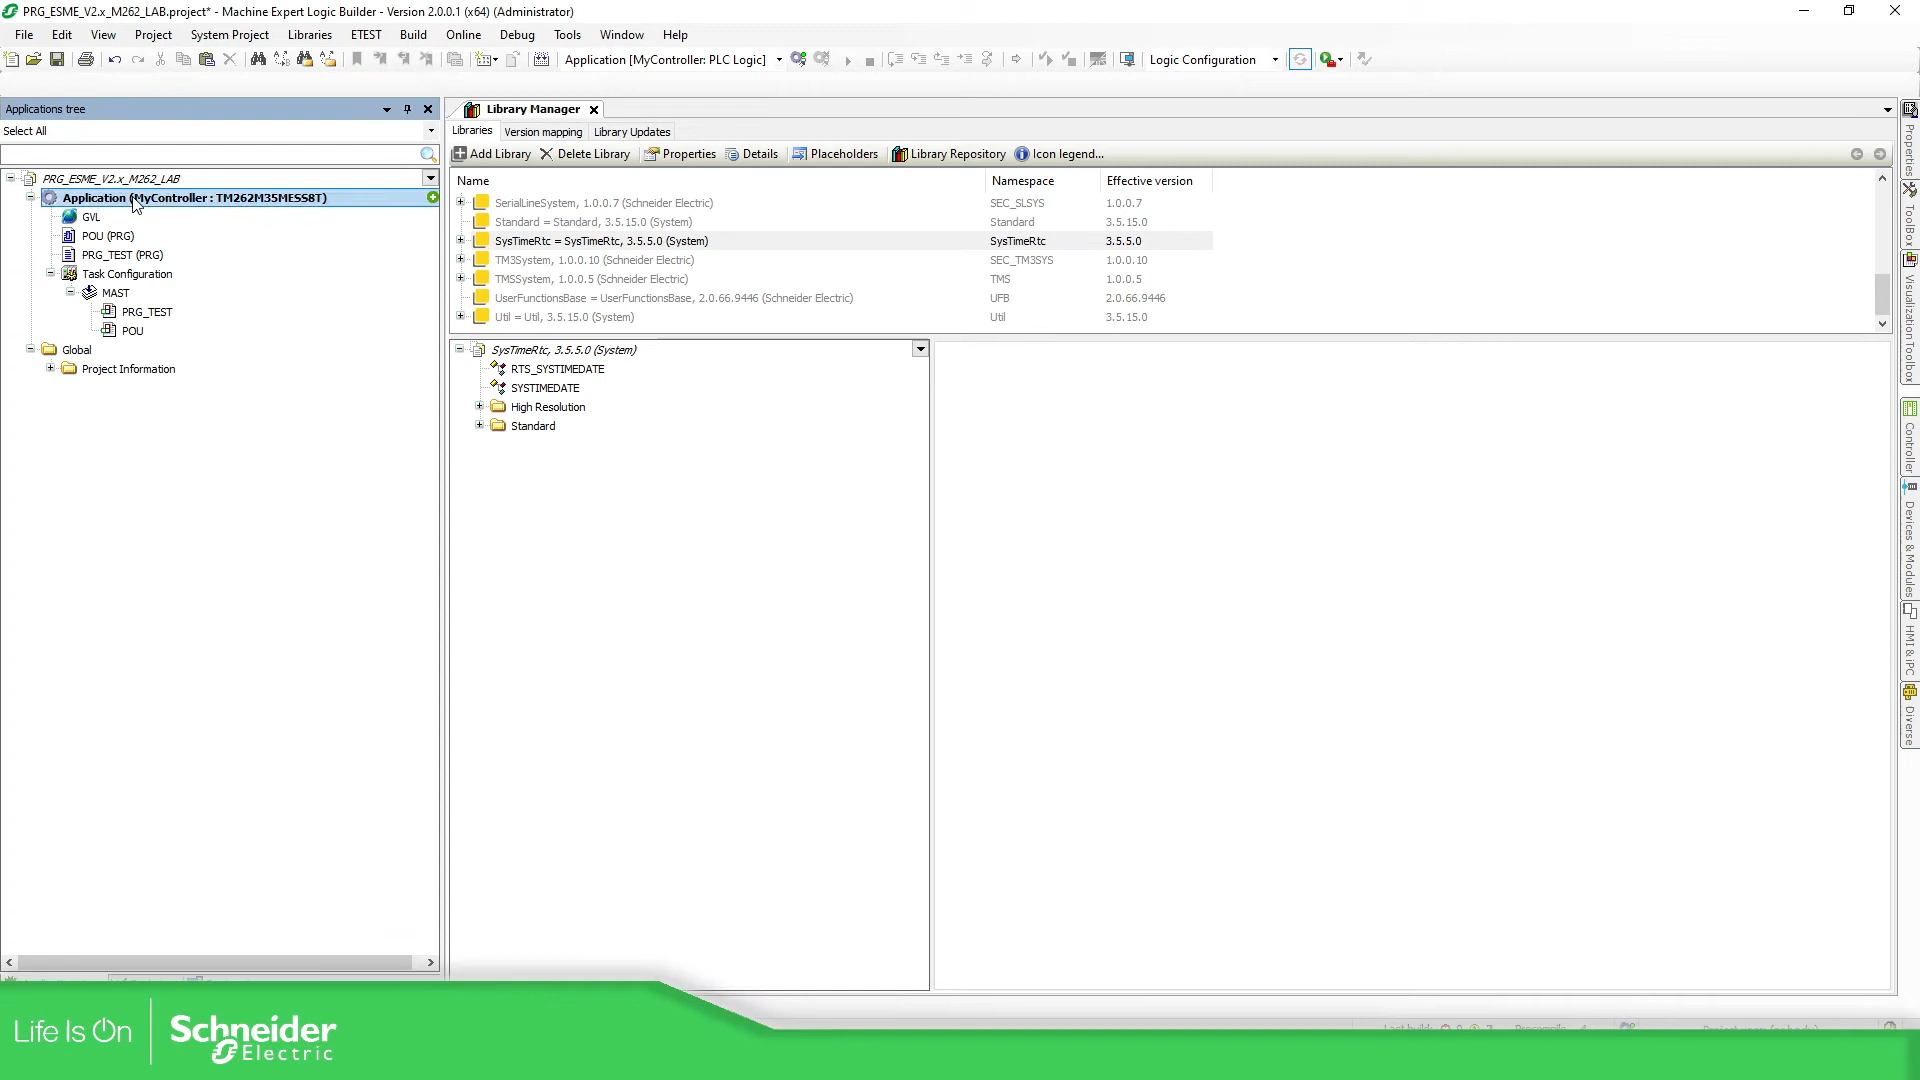 PRG_ESME_V2.x_M262_LAB.project* - Machine Expert Logic Builder - Version 2.0.0.1 (x64) (Administrator)
File Edit View Project System Project Libraries ETEST Build Online Debug Tools Window Help
Application [MyController: PLC Logic] Logic Configuration
Applications tree
Library Manager
Select All
Libraries Version mapping Library Updates
Add Library Delete Library Properties Details Placeholders Library Repository Icon legend...
PRG_ESME_V2.x_M262_LAB
Application (MyController : TM262M35MESS8T)
GVL
POU (PRG)
PRG_TEST (PRG)
Task Configuration
MAST
PRG_TEST
POU
Global
Project Information
Name Namespace Effective version
SerialLineSystem, 1.0.0.7 (Schneider Electric) SEC_SLSYS 1.0.0.7
Standard = Standard, 3.5.15.0 (System) Standard 3.5.15.0
SysTimeRtc = SysTimeRtc, 3.5.5.0 (System) SysTimeRtc 3.5.5.0
TM3System, 1.0.0.10 (Schneider Electric) SEC_TM3SYS 1.0.0.10
TMSSystem, 1.0.0.5 (Schneider Electric) TMS 1.0.0.5
UserFunctionsBase = UserFunctionsBase, 2.0.66.9446 (Schneider Electric) UFB 2.0.66.9446
Util = Util, 3.5.15.0 (System) Util 3.5.15.0
SysTimeRtc, 3.5.5.0 (System)
RTS_SYSTIMEDATE
SYSTIMEDATE
High Resolution
Standard
Properties
ToolBox
Visualization Toolbox
Controller
Devices & Modules
HMI & iPC
Diverse
Life Is On
Schneider
Electric